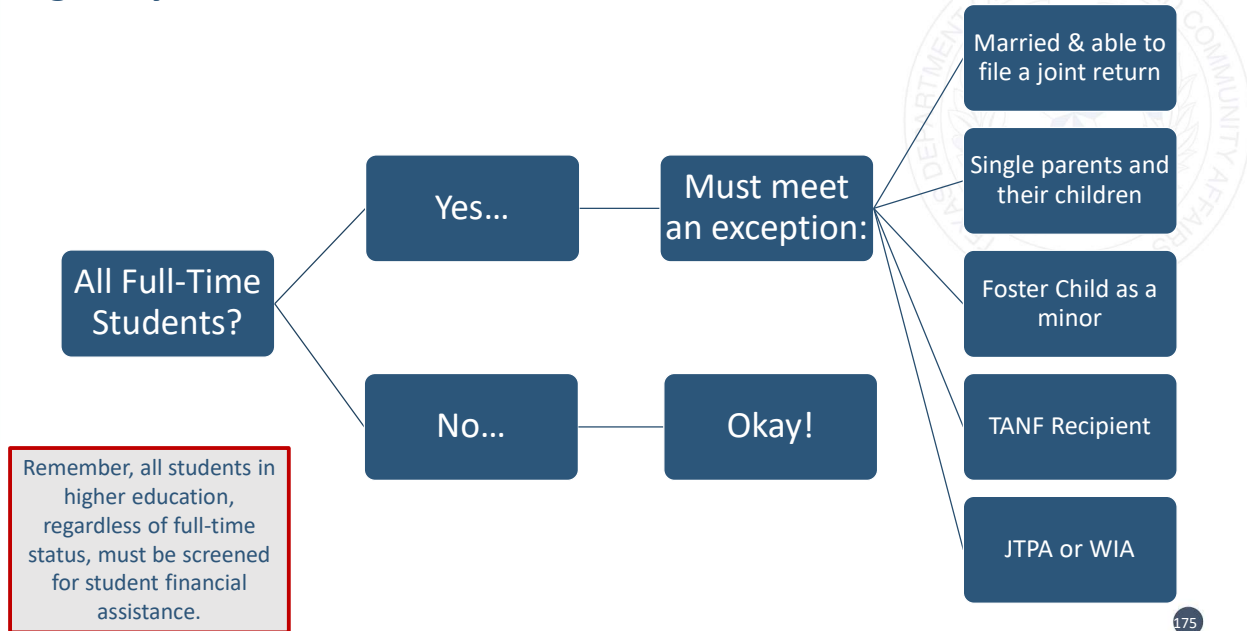 All Full-Time
Students?
Yes...
Must meet
an exception:
Married & able to
file a joint return
Single parents and
their children
Foster Child as a
minor
TANF Recipient
JTPA or WIA
No...
Okay!
Remember, all students in
higher education,
regardless of full-time
status, must be screened
for student financial
assistance.
175